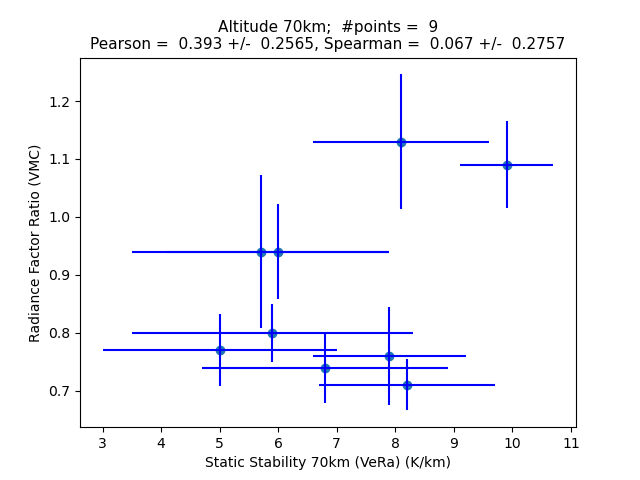 Altitude 70km;  #points =  9
Pearson =  0.393 +/-  0.2565, Spearman =  0.067 +/-  0.2757
Radiance Factor Ratio (VMC)
1.2
1.1
1.0
0.9
0.8
0.7
3 4 5 6 7 8 9 10 11
Static Stability 70km (VeRa) (K/km)